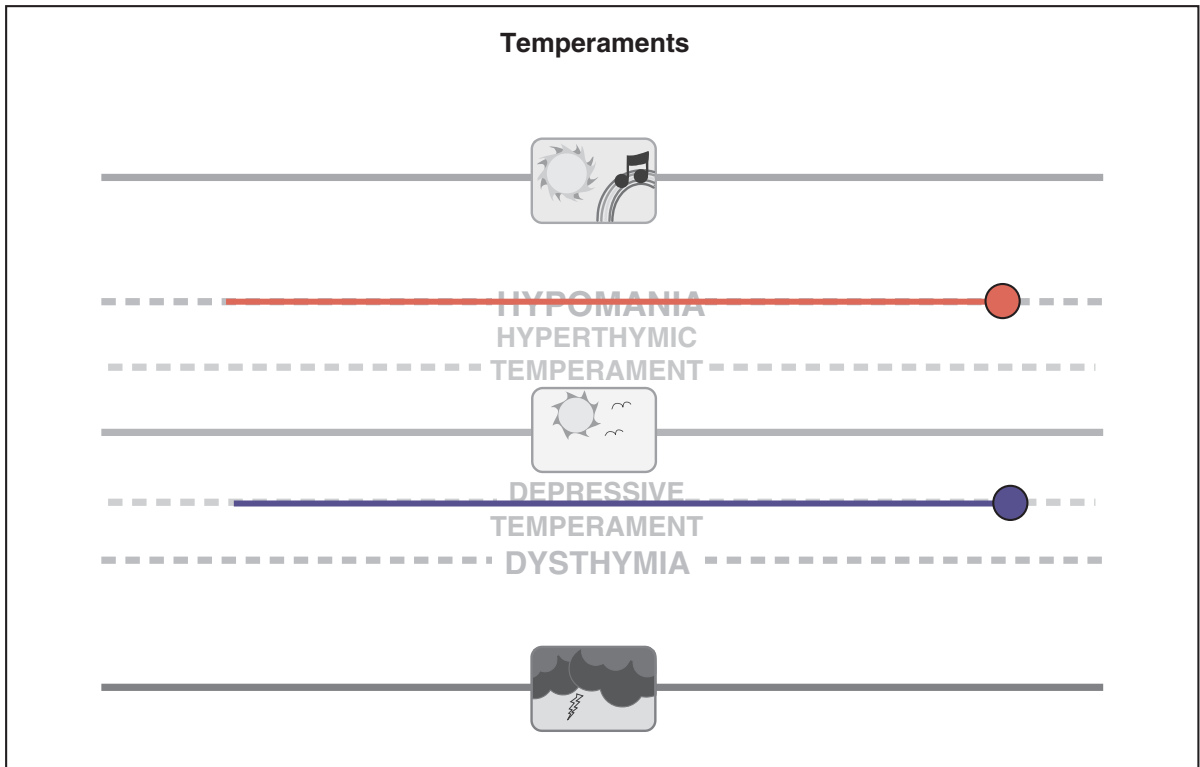 Temperaments
HYPOMANIA
HYPERTHYMIC
TEMPERAMENT
DEPRESSIVE
TEMPERAMENT
DYSTHYMIA